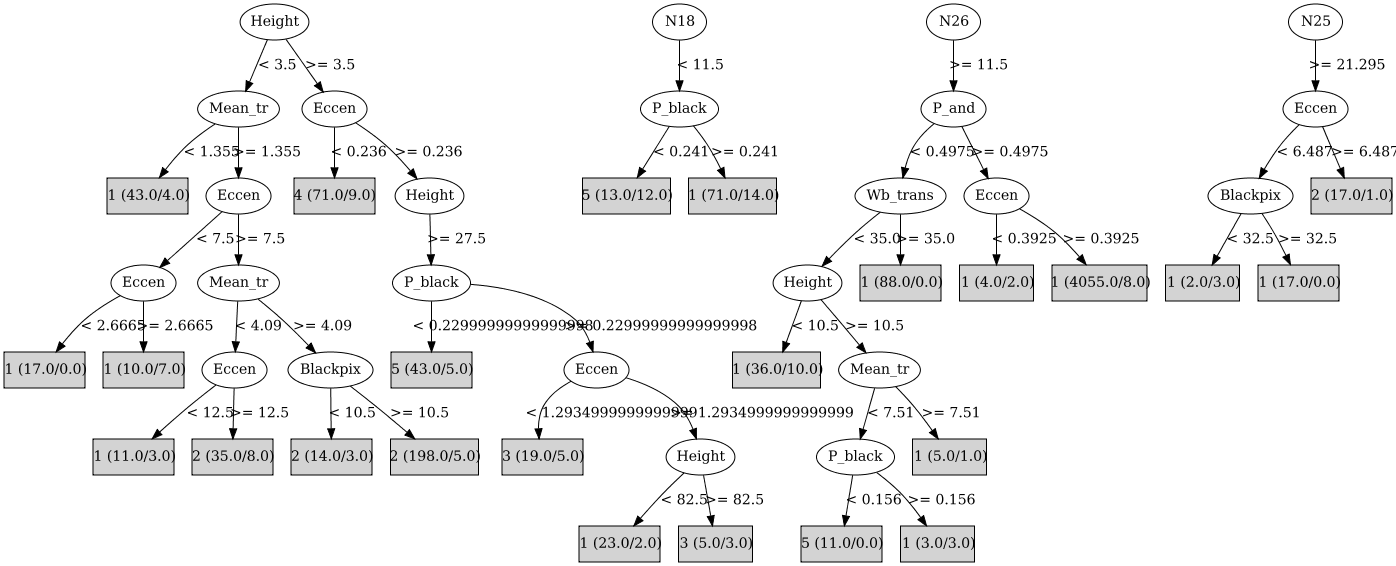 Height N18 N26 N25
< 3.5 >= 3.5 < 11.5 >= 11.5 >= 21.295
Mean_tr Eccen P_black P_and Eccen
< 1.355 >= 1.355 < 0.236 >= 0.236 < 0.241 >= 0.241 < 0.4975 >= 0.4975 < 6.487 >= 6.487
1 (43.0/4.0) Eccen 4 (71.0/9.0) Height 5 (13.0/12.0) 1 (71.0/14.0) Wb_trans Eccen Blackpix 2 (17.0/1.0)
< 7.5 >= 7.5 >= 27.5 < 35.0 >= 35.0 < 0.3925 >= 0.3925 < 32.5 >= 32.5
Eccen Mean_tr P_black Height 1 (88.0/0.0) 1 (4.0/2.0) 1 (4055.0/8.0) 1 (2.0/3.0) 1 (17.0/0.0)
< 2.6665 >= 2.6665 < 4.09 >= 4.09 < 0.22999999999999998 >= 0.22999999999999998 < 10.5 >= 10.5
1 (17.0/0.0) 1 (10.0/7.0) Eccen Blackpix 5 (43.0/5.0) Eccen 1 (36.0/10.0) Mean_tr
< 12.5 >= 12.5 < 10.5 >= 10.5 < 1.2934999999999999 >= 1.2934999999999999 < 7.51 >= 7.51
1 (11.0/3.0) 2 (35.0/8.0) 2 (14.0/3.0) 2 (198.0/5.0) 3 (19.0/5.0) Height P_black 1 (5.0/1.0)
< 82.5 >= 82.5 < 0.156 >= 0.156
1 (23.0/2.0) 3 (5.0/3.0) 5 (11.0/0.0) 1 (3.0/3.0)